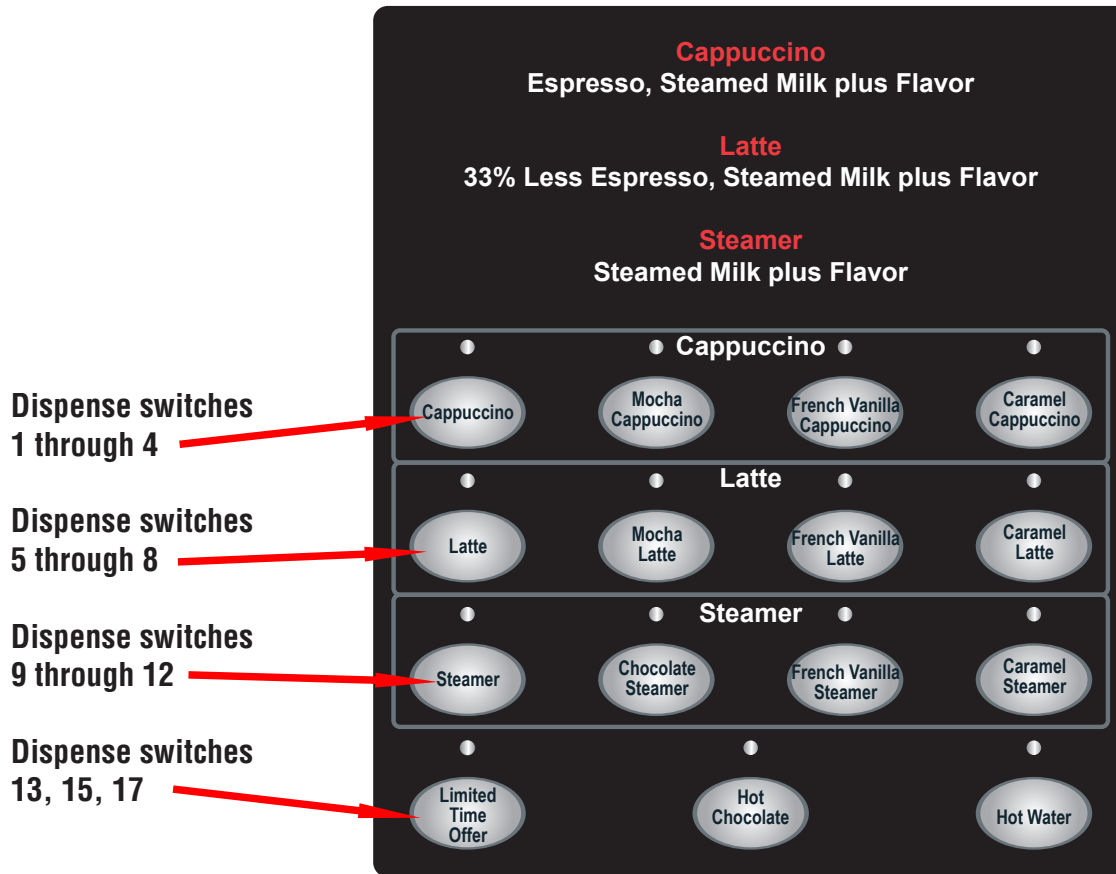 Cappuccino
Espresso, Steamed Milk plus Flavor
Latte
33% Less Espresso, Steamed Milk plus Flavor
Steamer
Steamed Milk plus Flavor
Cappuccino
Dispense switches
1 through 4
Cappuccino
Mocha
Cappuccino
French Vanilla
Cappuccino
Caramel
Cappuccino
Latte
Dispense switches
5 through 8
Latte
Mocha
Latte
French Vanilla
Latte
Caramel
Latte
Steamer
Dispense switches
9 through 12
Steamer
Chocolate
Steamer
French Vanilla
Steamer
Caramel
Steamer
Dispense switches
13, 15, 17
Limited
Time
Offer
Hot
Chocolate
Hot Water